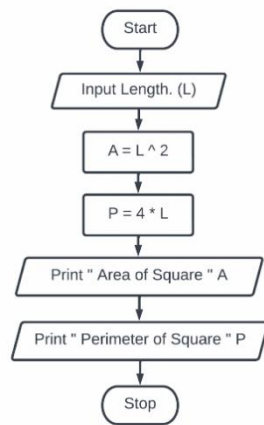 Start
Input Length. (L)
A = L ^ 2
P = 4 * L
Print " Area of Square " A
Print " Perimeter of Square " P
Stop